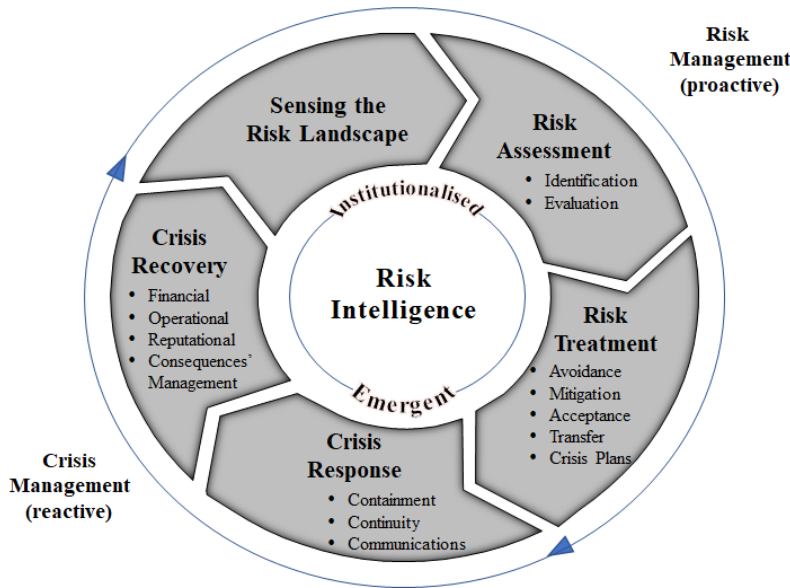 Risk
Management
(proactive)
Sensing the
Risk Landscape
Risk
Assessment
• Identification
• Evaluation
Institutionalised
Crisis
Recovery
• Financial
• Operational
• Reputational
• Consequences’
Management
Risk
Intelligence
Risk
Treatment
• Avoidance
• Mitigation
• Acceptance
• Transfer
• Crisis Plans
Emergent
Crisis
Response
• Containment
• Continuity
• Communications
Crisis
Management
(reactive)